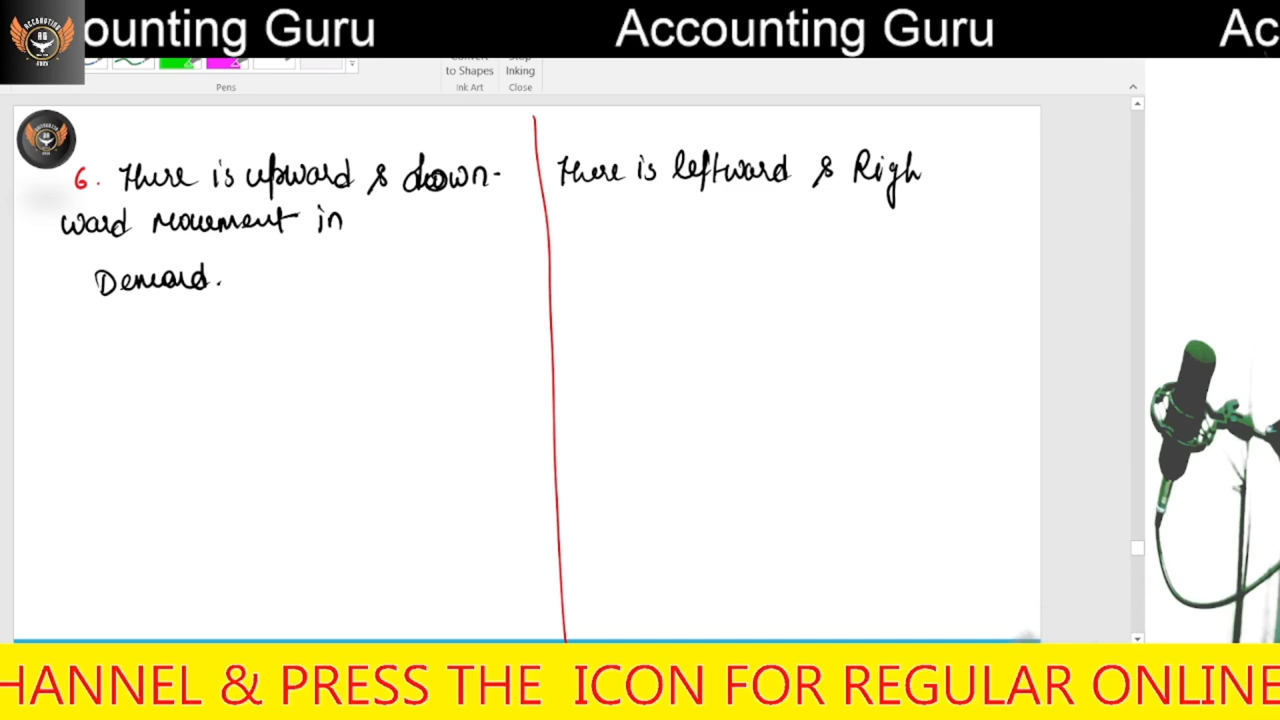 ounting Guru Accounting Guru Ac
to Shapes Inking
Pens Ink Art Close
6. There is upward & down- There is leftward & Righ
ward movement in
Demand.
HANNEL & PRESS THE ICON FOR REGULAR ONLINE